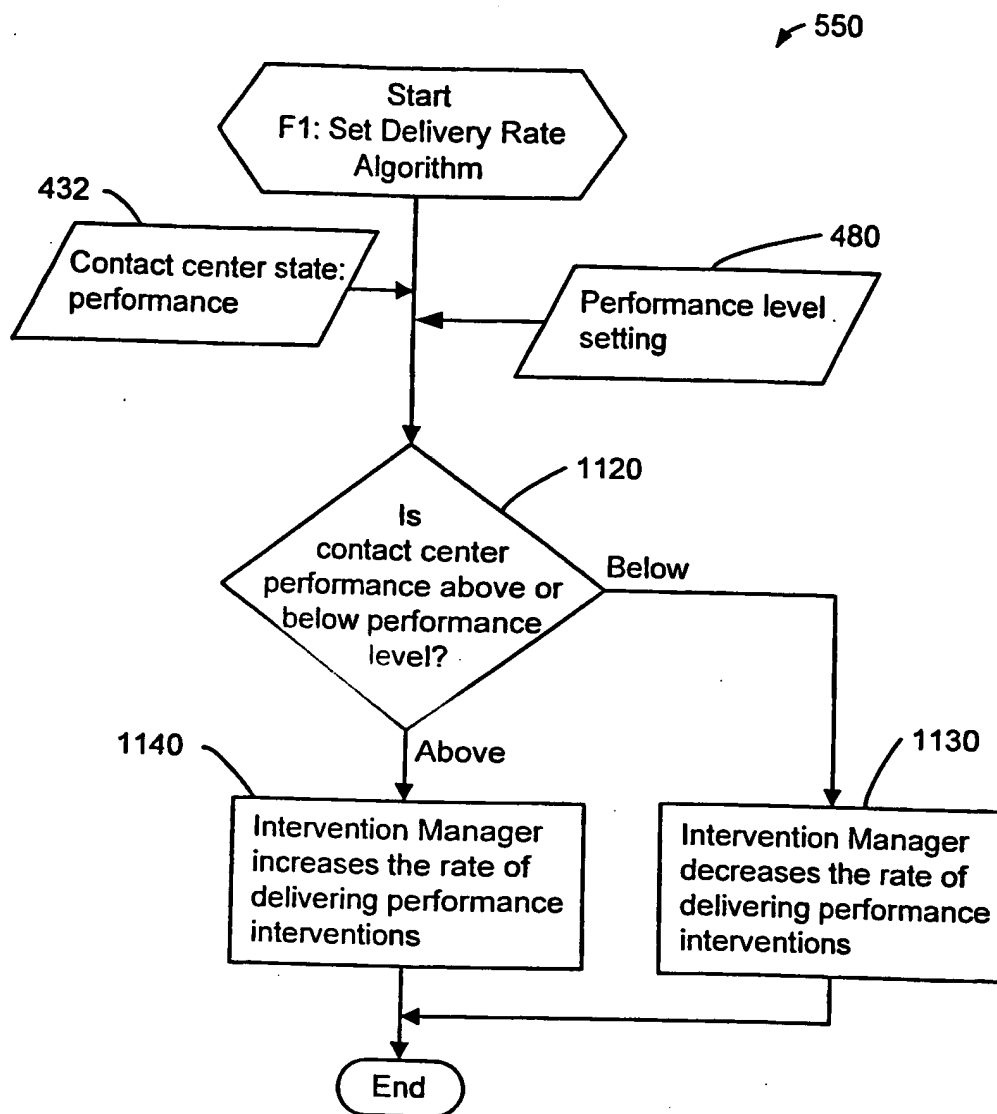 550
Start
F1: Set Delivery Rate
Algorithm
432
Contact center state:
performance
480
Performance level
setting
1120
Is
contact center
performance above or
below performance
level?
Below
Above
1140
Intervention Manager
increases the rate of
delivering performance
interventions
1130
Intervention Manager
decreases the rate of
delivering performance
interventions
End